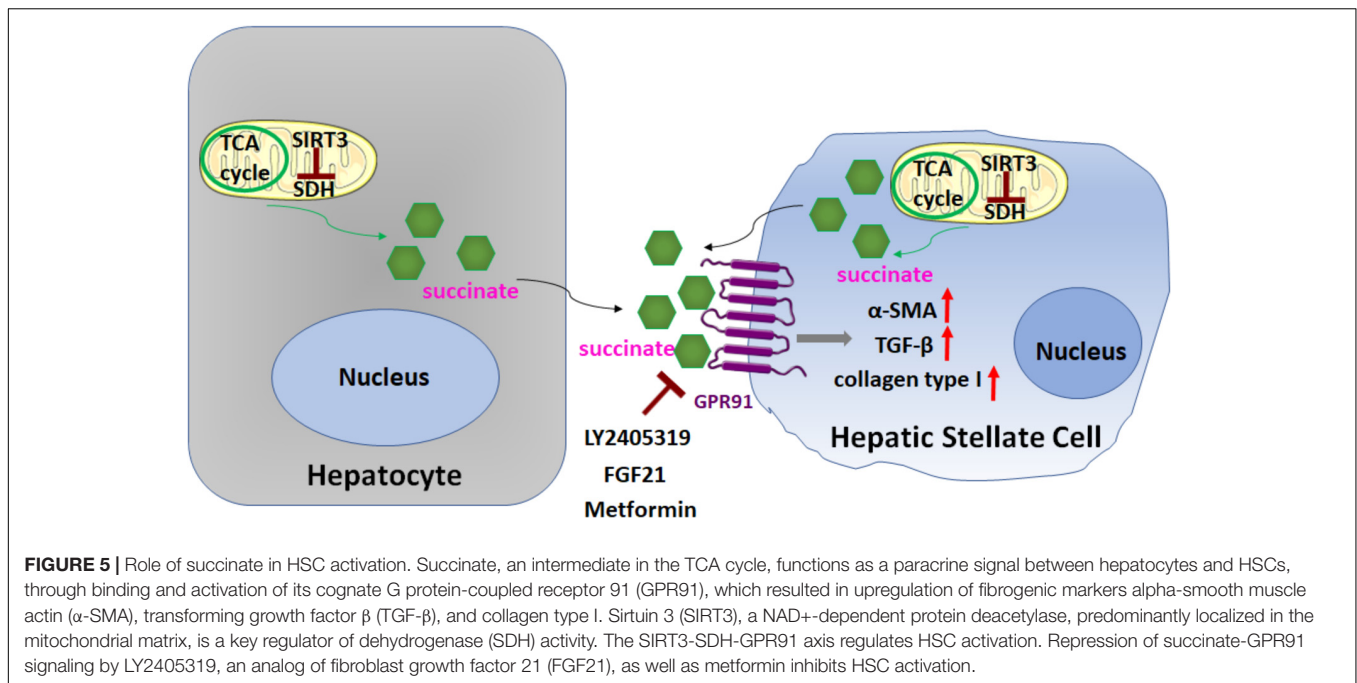 TCA
cycle
SIRT3
SDH
succinate
Nucleus
Hepatocyte
succinate
GPR91
LY2405319
FGF21
Metformin
TCA
cycle
SIRT3
SDH
succinate
α-SMA
TGF-β
collagen type I
Nucleus
Hepatic Stellate Cell
FIGURE 5 | Role of succinate in HSC activation. Succinate, an intermediate in the TCA cycle, functions as a paracrine signal between hepatocytes and HSCs,
through binding and activation of its cognate G protein-coupled receptor 91 (GPR91), which resulted in upregulation of fibrogenic markers alpha-smooth muscle
actin (α-SMA), transforming growth factor β (TGF-β), and collagen type I. Sirtuin 3 (SIRT3), a NAD+-dependent protein deacetylase, predominantly localized in the
mitochondrial matrix, is a key regulator of dehydrogenase (SDH) activity. The SIRT3-SDH-GPR91 axis regulates HSC activation. Repression of succinate-GPR91
signaling by LY2405319, an analog of fibroblast growth factor 21 (FGF21), as well as metformin inhibits HSC activation.